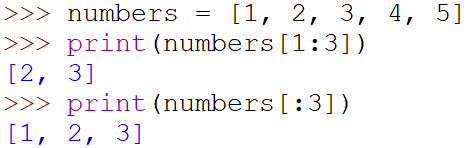 >>> numbers = [1, 2, 3, 4, 5]
>>> print(numbers[1:3])
[2, 3]
>>> print(numbers[:3])
[1, 2, 3]